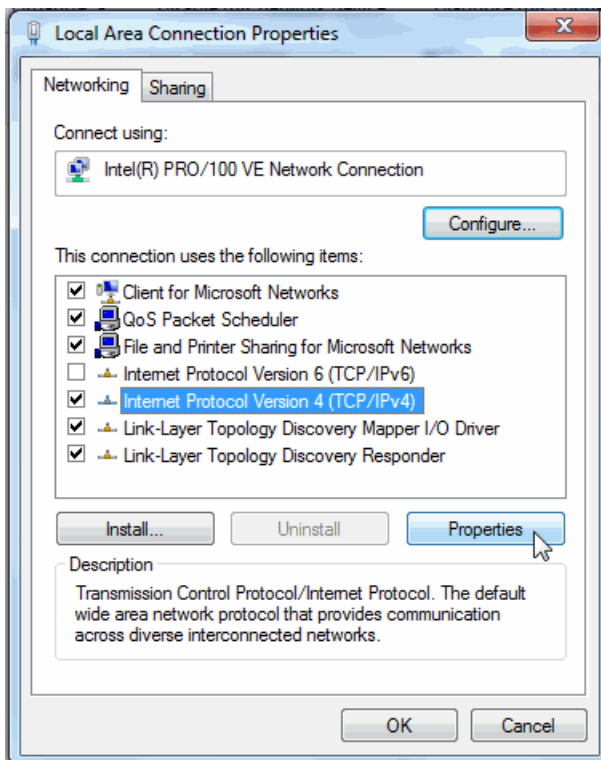 Local Area Connection Properties
Networking
Sharing
Connect using:
Intel(R) PRO/100 VE Network Connection
Configure...
This connection uses the following items:
Client for Microsoft Networks
QoS Packet Scheduler
File and Printer Sharing for Microsoft Networks
Internet Protocol Version 6 (TCP/IPv6)
Internet Protocol Version 4 (TCP/IPv4)
Link-Layer Topology Discovery Mapper I/O Driver
Link-Layer Topology Discovery Responder
Install...
Uninstall
Properties
Description
Transmission Control Protocol/Internet Protocol. The default
wide area network protocol that provides communication
across diverse interconnected networks.
OK
Cancel